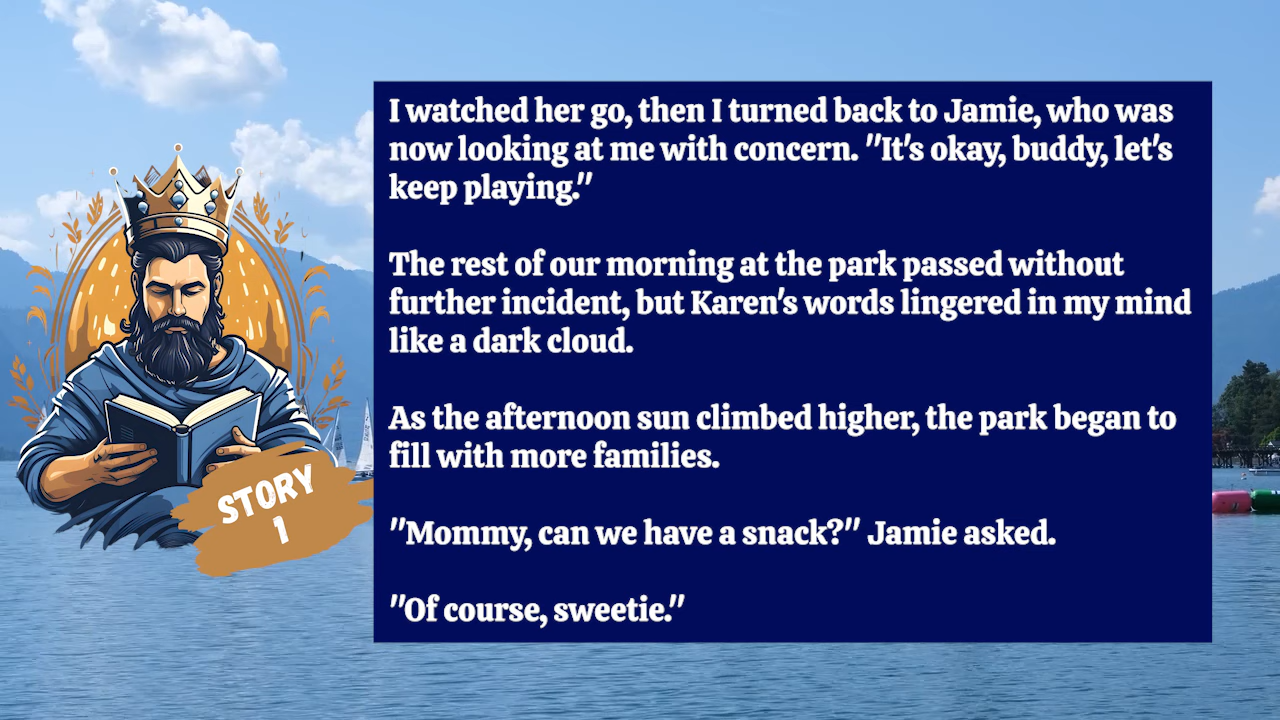 I watched her go, then I turned back to Jamie, who was
now looking at me with concern. "It's okay, buddy, let's
keep playing."
The rest of our morning at the park passed without
further incident, but Karen's words lingered in my mind
like a dark cloud.
As the afternoon sun climbed higher, the park began to
fill with more families.
"Mommy, can we have a snack?" Jamie asked.
"Of course, sweetie."
STORY
1